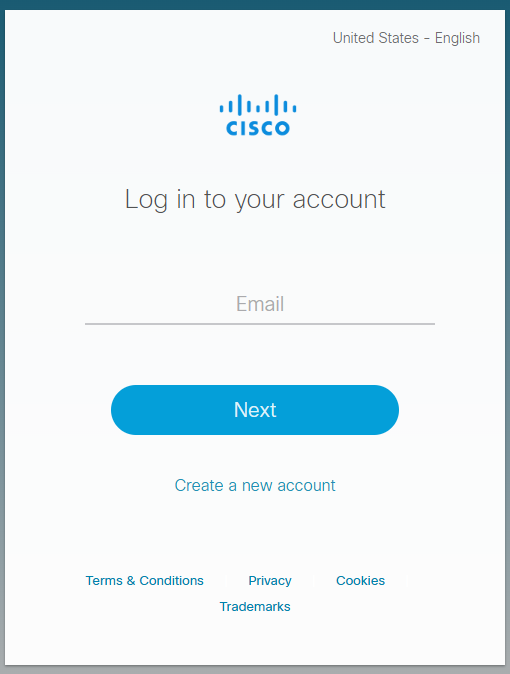 United States - English
CISCO
Log in to your account
Email
Next
Create a new account
Terms & Conditions Privacy Cookies
Trademarks